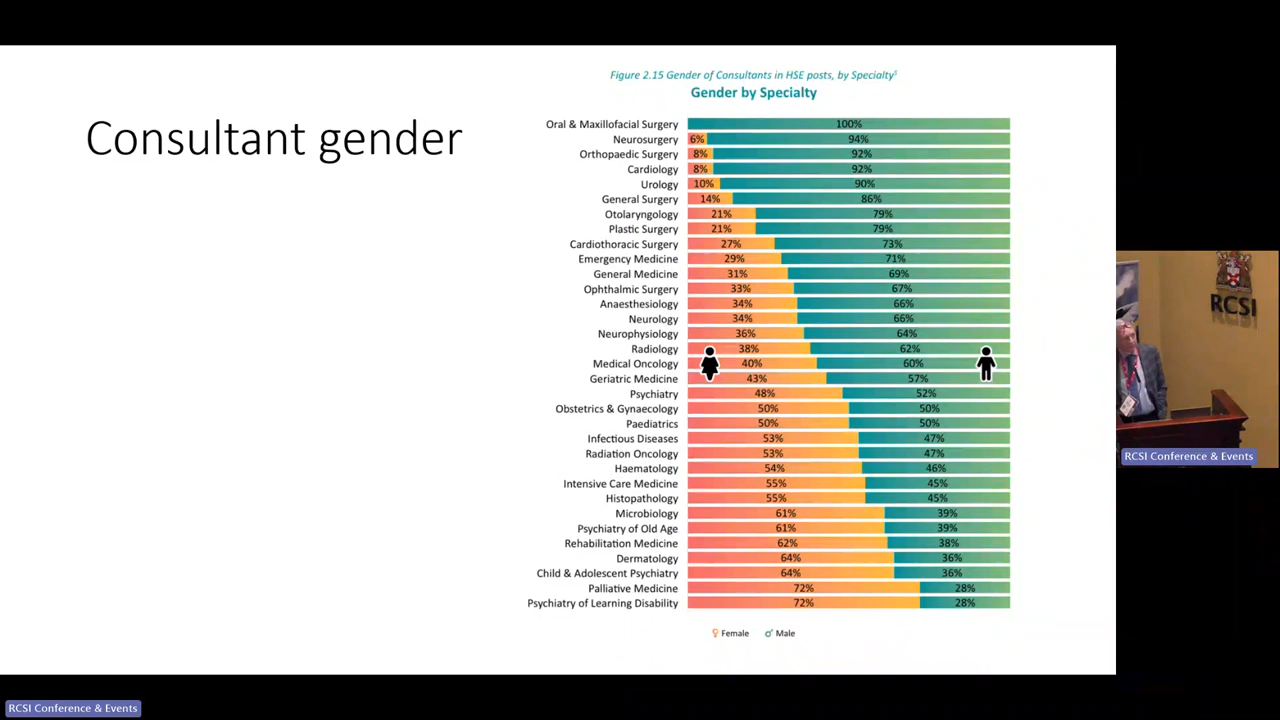 Consultant gender
Figure 2.15 Gender of Consultants in HSE posts, by Specialty
Gender by Specialty
Oral & Maxillofacial Surgery 100%
Neurosurgery 6% 94%
Orthopaedic Surgery 8% 92%
Cardiology 8% 92%
Urology 10% 90%
General Surgery 14% 86%
Otolaryngology 21% 79%
Plastic Surgery 21% 79%
Cardiothoracic Surgery 27% 73%
Emergency Medicine 29% 71%
General Medicine 31% 69%
Ophthalmic Surgery 33% 67%
Anaesthesiology 34% 66%
Neurology 34% 66%
Neurophysiology 36% 64%
Radiology 38% 62%
Medical Oncology 40% 60%
Geriatric Medicine 43% 57%
Psychiatry 48% 52%
Obstetrics & Gynaecology 50% 50%
Paediatrics 50% 50%
Infectious Diseases 53% 47%
Radiation Oncology 53% 47%
Haematology 54% 46%
Intensive Care Medicine 55% 45%
Histopathology 55% 45%
Microbiology 61% 39%
Psychiatry of Old Age 61% 39%
Rehabilitation Medicine 62% 38%
Dermatology 64% 36%
Child & Adolescent Psychiatry 64% 36%
Palliative Medicine 72% 28%
Psychiatry of Learning Disability 72% 28%
♀ Female ♂ Male
RCSI
RCSI Conference & Events
RCSI Conference & Events